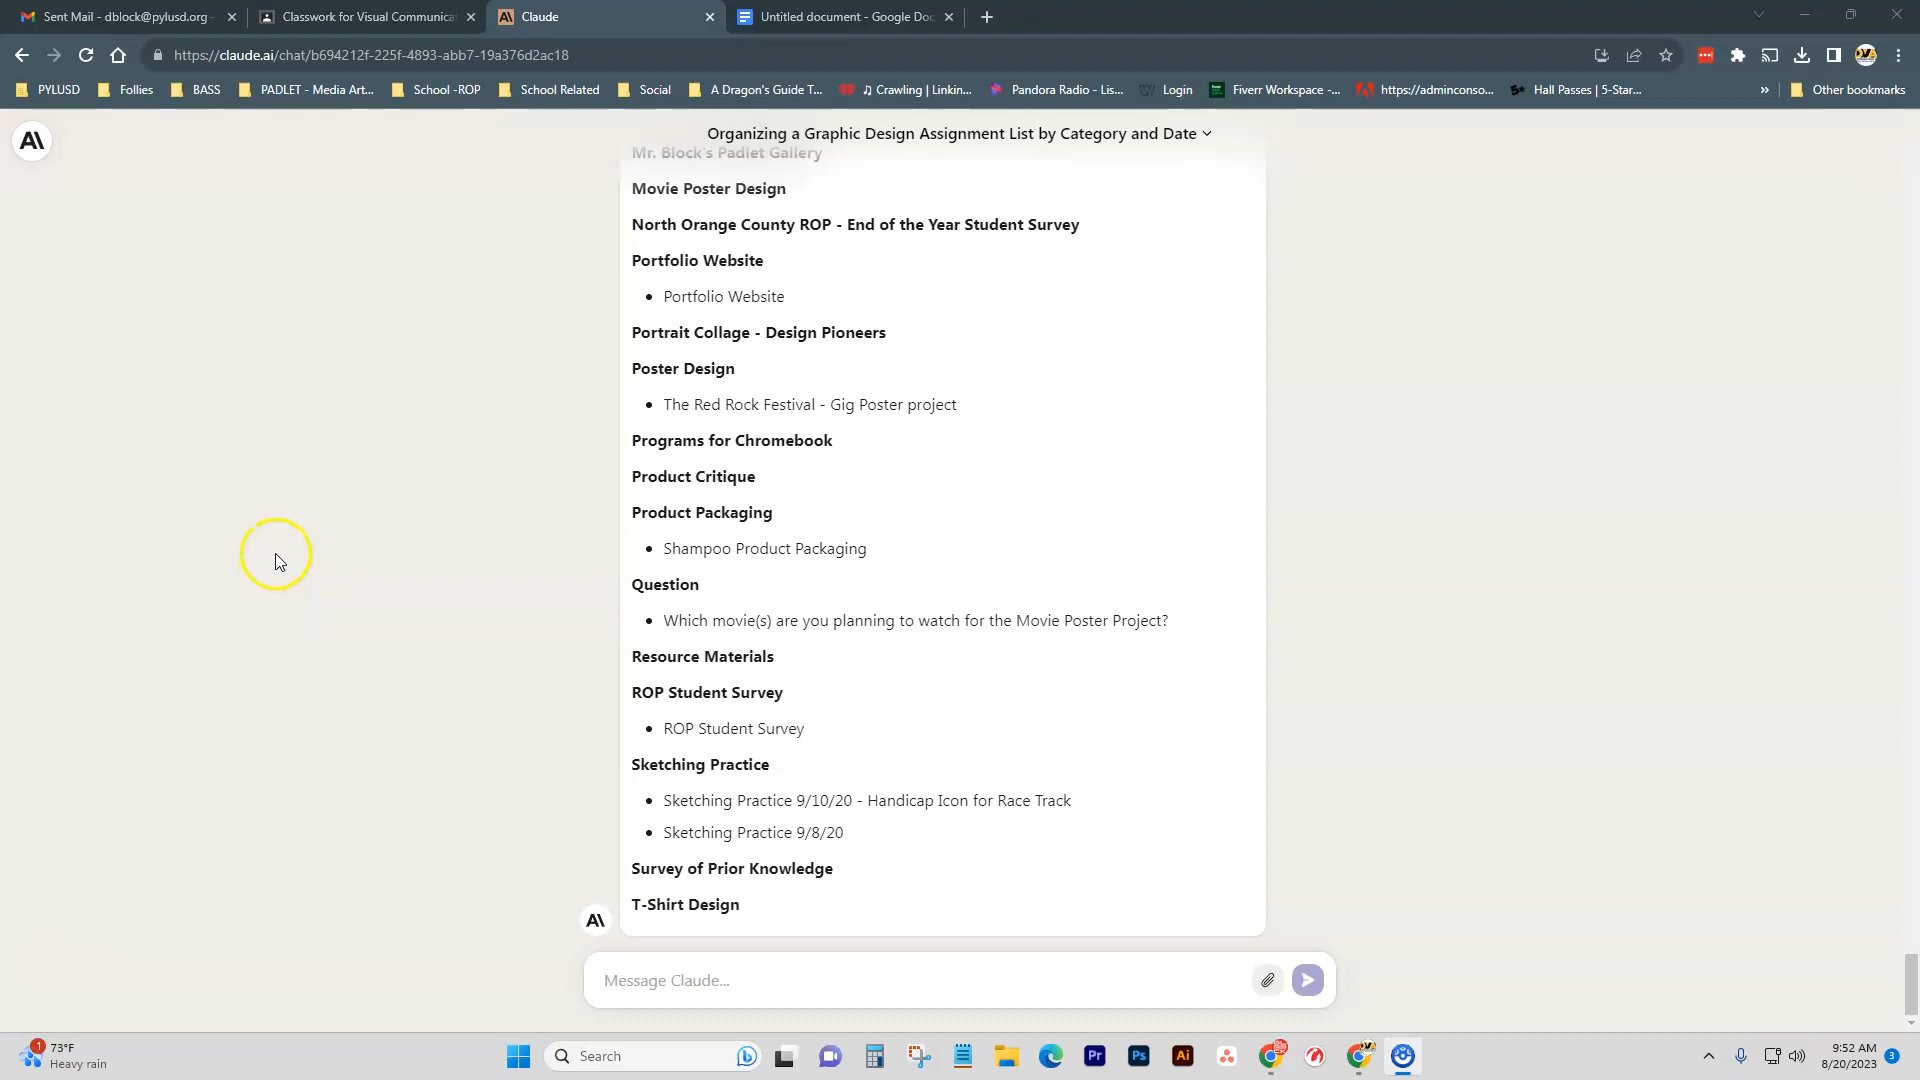 Sent Mail - dblock@pylusd.org -
Classwork for Visual Communica
Claude
Untitled document - Google Doc
https://claude.ai/chat/b694212f-225f-4893-abb7-19a376d2ac18
PYLUSD
Follies
BASS
PADLET - Media Art...
School -ROP
School Related
Social
A Dragon's Guide T...
♫ Crawling | Linkin...
Pandora Radio - Lis...
Login
Fiverr Workspace -...
https://adminconso...
Hall Passes | 5-Star...
»
Other bookmarks
Organizing a Graphic Design Assignment List by Category and Date
Mr. Block's Padlet Gallery
Movie Poster Design
North Orange County ROP - End of the Year Student Survey
Portfolio Website
• Portfolio Website
Portrait Collage - Design Pioneers
Poster Design
• The Red Rock Festival - Gig Poster project
Programs for Chromebook
Product Critique
Product Packaging
• Shampoo Product Packaging
Question
• Which movie(s) are you planning to watch for the Movie Poster Project?
Resource Materials
ROP Student Survey
• ROP Student Survey
Sketching Practice
• Sketching Practice 9/10/20 - Handicap Icon for Race Track
• Sketching Practice 9/8/20
Survey of Prior Knowledge
T-Shirt Design
Message Claude...
1
73°F
Heavy rain
Search
Pr
Ps
Ai
9:52 AM
8/20/2023
3